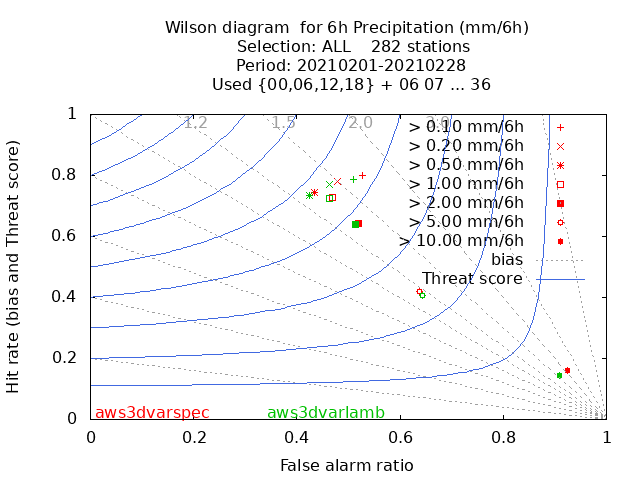 Wilson diagram  for 6h Precipitation (mm/6h)
Selection: ALL    282 stations
Period: 20210201-20210228
Used {00,06,12,18} + 06 07 ... 36
1.2 1.5 2.0
> 0.10 mm/6h
> 0.20 mm/6h
> 0.50 mm/6h
> 1.00 mm/6h
> 2.00 mm/6h
> 5.00 mm/6h
> 10.00 mm/6h
bias
Threat score
aws3dvarspec aws3dvarlamb
Hit rate (bias and Threat score)
1
0.8
0.6
0.4
0.2
0
0 0.2 0.4 0.6 0.8 1
False alarm ratio